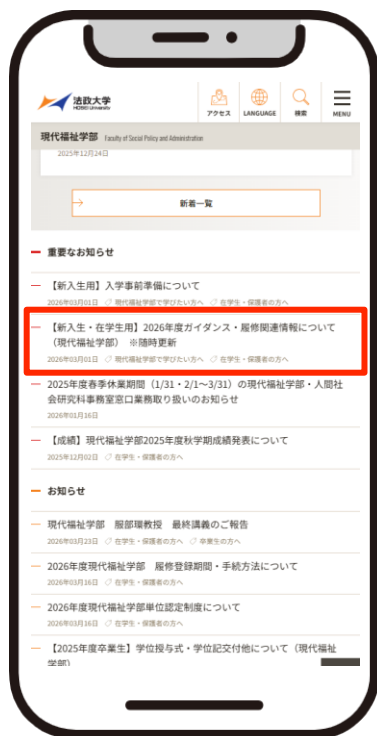 法政大学
HOSEI University
アクセス
LANGUAGE
検索
MENU
現代福祉学部 Faculty of Social Policy and Administration
2025年12月24日
新着一覧
重要なお知らせ
【新入生用】入学事前準備について
2026年03月01日 現代福祉学部で学びたい方へ 在学生・保護者の方へ
【新入生・在学生用】2026年度ガイダンス・履修関連情報について
（現代福祉学部） ※随時更新
2026年03月01日 現代福祉学部で学びたい方へ 在学生・保護者の方へ
2025年度春季休業期間（1/31・2/1～3/31）の現代福祉学部・人間社
会研究科事務室窓口業務取り扱いのお知らせ
2026年01月16日
【成績】現代福祉学部2025年度秋学期成績発表について
2025年12月02日 在学生・保護者の方へ
お知らせ
現代福祉学部 服部環教授 最終講義のご報告
2026年03月23日 在学生・保護者の方へ 卒業生の方へ
2026年度現代福祉学部 履修登録期間・手続方法について
2026年03月16日 在学生・保護者の方へ
2026年度現代福祉学部単位認定制度について
2026年03月16日 在学生・保護者の方へ
【2025年度卒業生】学位授与式・学位記交付他について（現代福祉
学部）